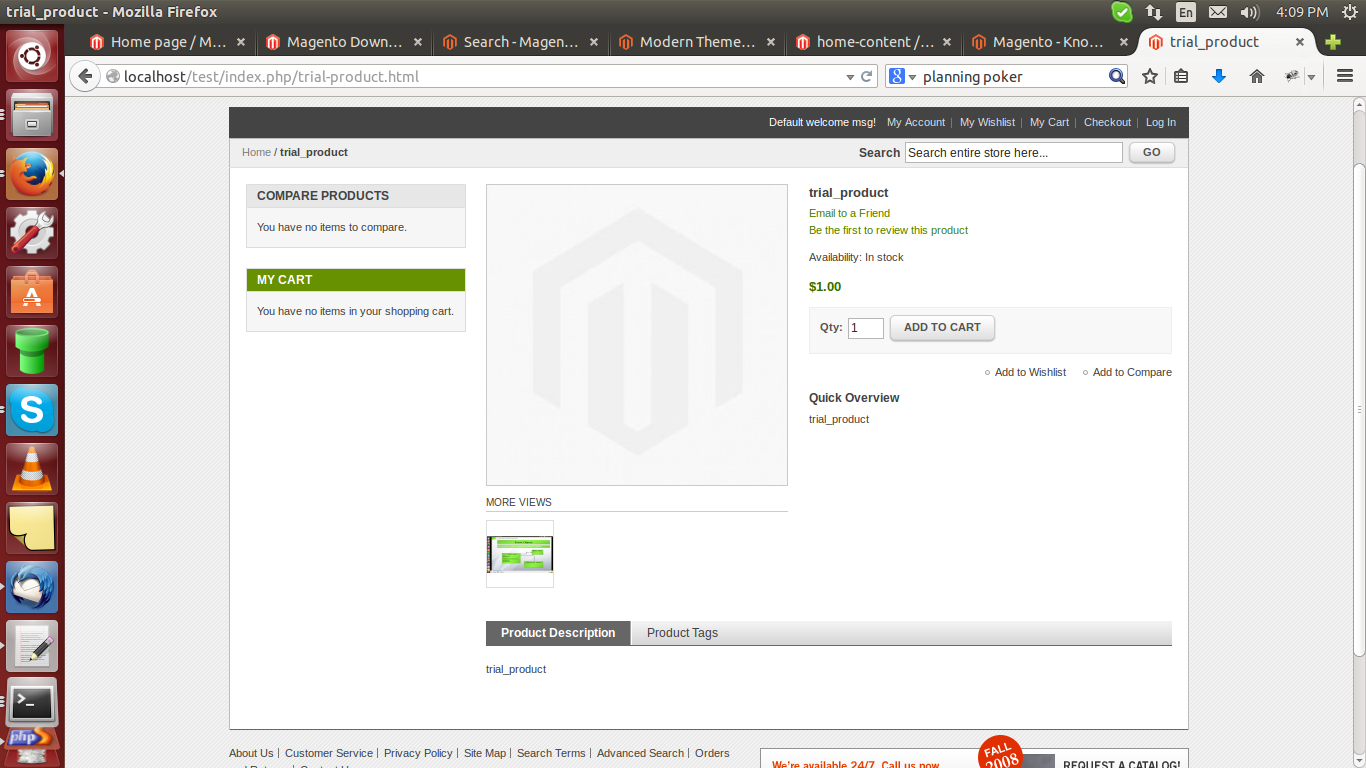 trial_product - Mozilla Firefox
En
4:09 PM
Home page / M...
Magento Down...
Search - Magen...
Modern Theme...
home-content /...
Magento - Kno...
trial_product
localhost/test/index.php/trial-product.html
planning poker
Default welcome msg! My Account | My Wishlist | My Cart | Checkout | Log In
Home / trial_product
Search Search entire store here... GO
COMPARE PRODUCTS
You have no items to compare.
MY CART
You have no items in your shopping cart.
trial_product
Email to a Friend
Be the first to review this product
Availability: In stock
$1.00
Qty: 1 ADD TO CART
Add to Wishlist Add to Compare
Quick Overview
trial_product
MORE VIEWS
Product Description Product Tags
trial_product
About Us | Customer Service | Privacy Policy | Site Map | Search Terms | Advanced Search | Orders
We're available 24/7. Call us now
FALL
2008
REQUEST A CATALOG!
php